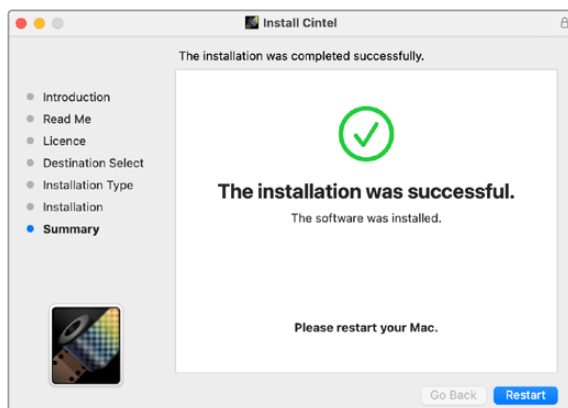 Install Cintel
The installation was completed successfully.
Introduction
Read Me
Licence
Destination Select
Installation Type
Installation
Summary
The installation was successful.
The software was installed.
Please restart your Mac.
Go Back
Restart